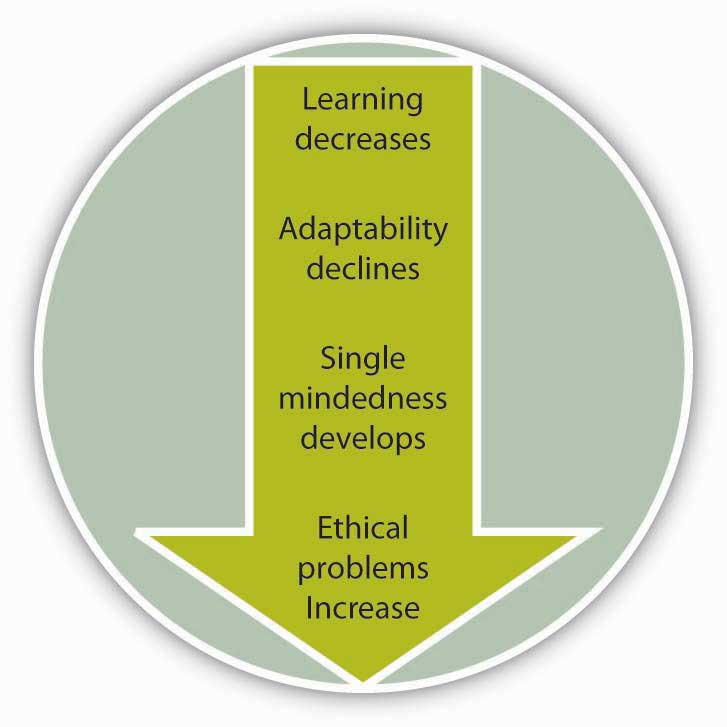 Learning
decreases
Adaptability
declines
Single
mindedness
develops
Ethical
problems
Increase